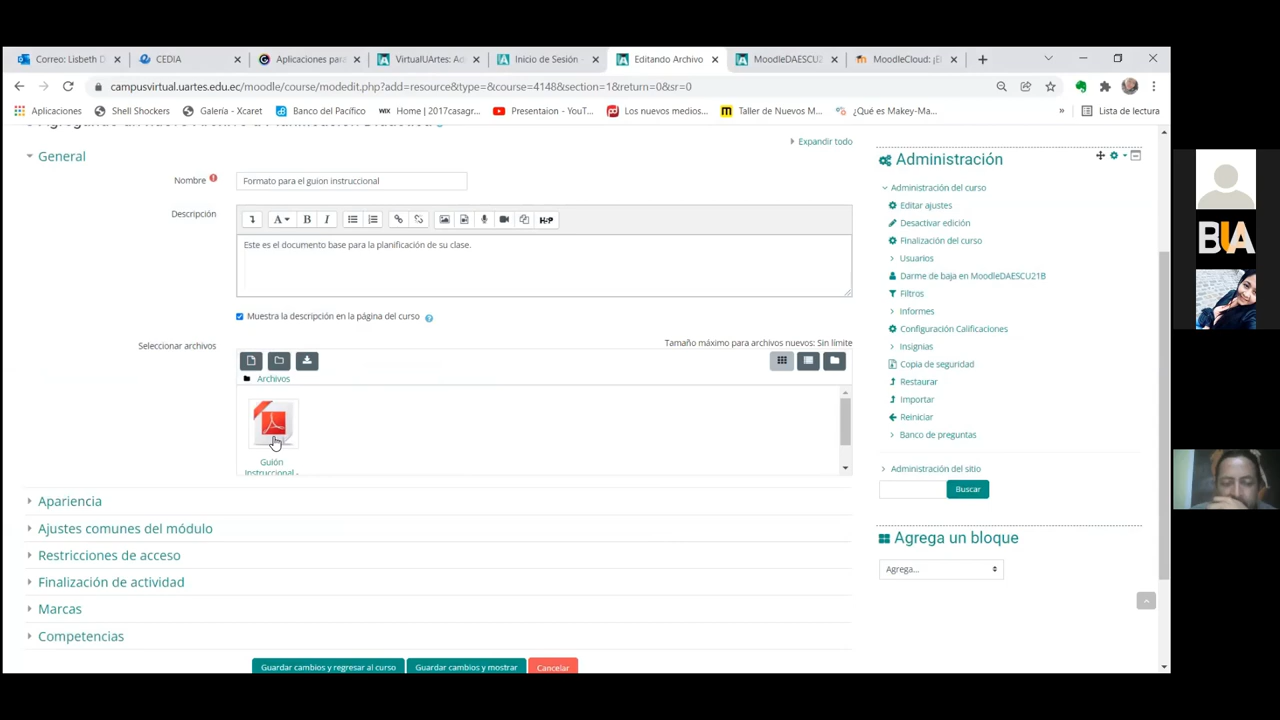 Correo: Lisbeth D
CEDIA
Aplicaciones para
VirtualUArtes: Ad
Inicio de Sesión
Editando Archivo
MoodleDAESCU2
MoodleCloud: ¡E
campusvirtual.uartes.edu.ec/moodle/course/modedit.php?add=resource&type=&course=4148&section=1&return=0&sr=0
Aplicaciones
Shell Shockers
Galería - Xcaret
Banco del Pacífico
WIX Home | 2017casagr...
Presentaion - YouT...
Los nuevos medios...
Taller de Nuevos M...
¿Qué es Makey-Ma...
»
Lista de lectura
Expandir todo
General
Nombre
Formato para el guion instruccional
Descripción
Este es el documento base para la planificación de su clase.
Muestra la descripción en la página del curso
Seleccionar archivos
Tamaño máximo para archivos nuevos: Sin límite
Archivos
Guión
Instruccional -
Apariencia
Ajustes comunes del módulo
Restricciones de acceso
Finalización de actividad
Marcas
Competencias
Guardar cambios y regresar al curso
Guardar cambios y mostrar
Cancelar
Administración
Administración del curso
Editar ajustes
Desactivar edición
Finalización del curso
Usuarios
Darme de baja en MoodleDAESCU21B
Filtros
Informes
Configuración Calificaciones
Insignias
Copia de seguridad
Restaurar
Importar
Reiniciar
Banco de preguntas
Administración del sitio
Buscar
Agrega un bloque
Agrega...